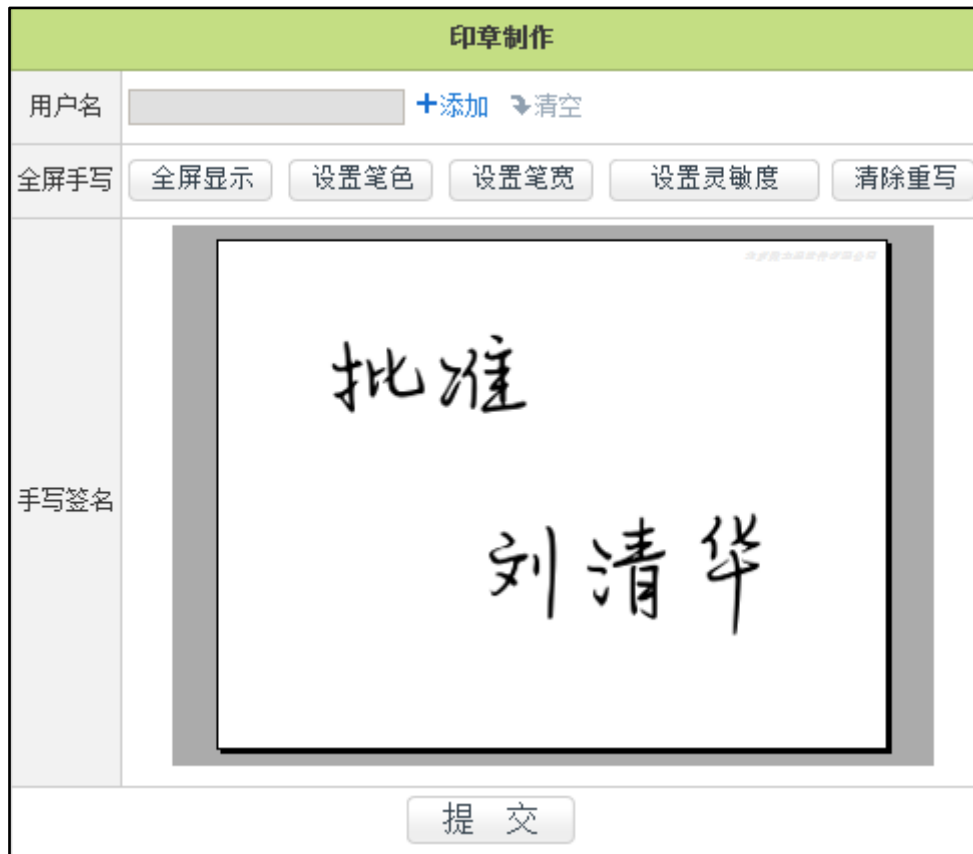 印章制作
用户名 添加 清空
全屏手写 全屏显示 设置笔色 设置笔宽 设置灵敏度 清除重写
手写签名
批准
刘清华
提 交